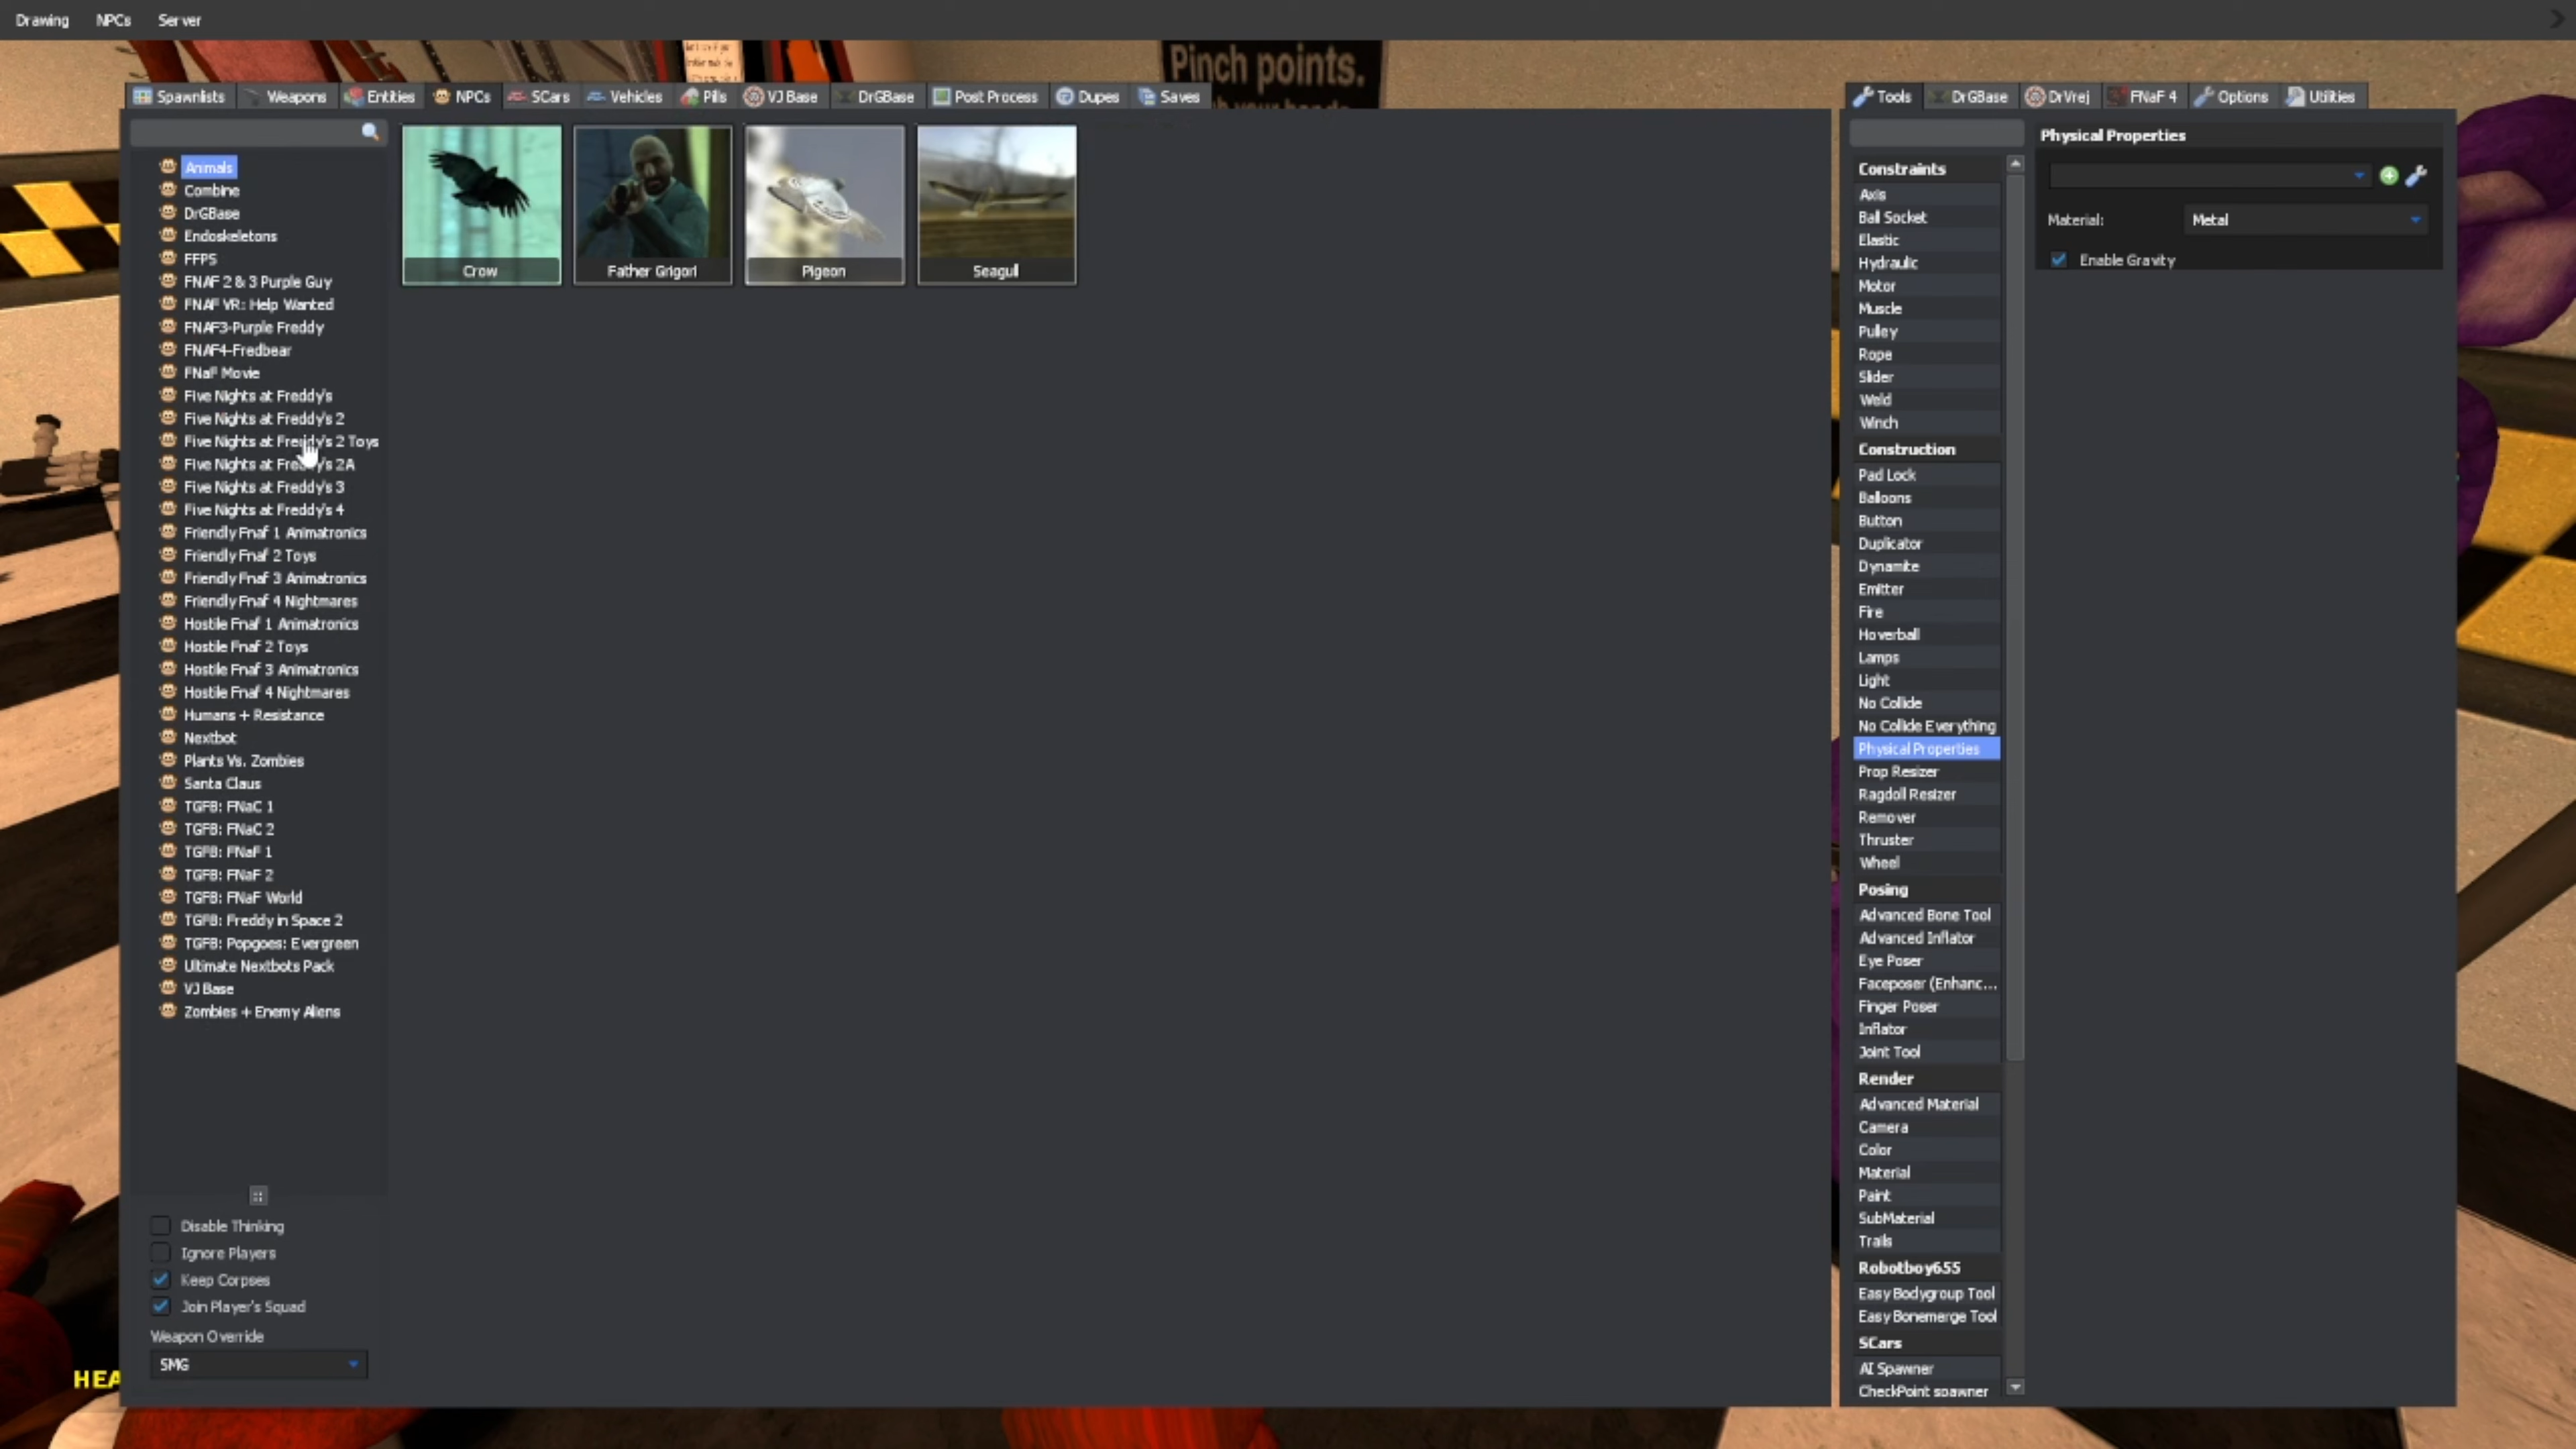 Drawing NPCs Server
Pinch points.
Spawnlists Weapons Entities NPCs SCars Vehicles Pills VJ Base DrGBase Post Process Dupes Saves
Animals
Combine
DrGBase
Endoskeletons
FFPS
FNAF 2 & 3 Purple Guy
FNAF VR: Help Wanted
FNAF3-Purple Freddy
FNAF4-Fredbear
FNaF Movie
Five Nights at Freddy's
Five Nights at Freddy's 2
Five Nights at Freddy's 2 Toys
Five Nights at Freddy's 2A
Five Nights at Freddy's 3
Five Nights at Freddy's 4
Friendly Fnaf 1 Animatronics
Friendly Fnaf 2 Toys
Friendly Fnaf 3 Animatronics
Friendly Fnaf 4 Nightmares
Hostile Fnaf 1 Animatronics
Hostile Fnaf 2 Toys
Hostile Fnaf 3 Animatronics
Hostile Fnaf 4 Nightmares
Humans + Resistance
Nextbot
Plants Vs. Zombies
Santa Claus
TGFB: FNaC 1
TGFB: FNaC 2
TGFB: FNaF 1
TGFB: FNaF 2
TGFB: FNaF World
TGFB: Freddy in Space 2
TGFB: Popgoes: Evergreen
Ultimate Nextbots Pack
VJ Base
Zombies + Enemy Aliens
Disable Thinking
Ignore Players
Keep Corpses
Join Player's Squad
Weapon Override
SMG
HEA
Crow Father Grigori Pigeon Seagull
Tools DrGBase DrVrej FNaF 4 Options Utilities
Constraints
Axis
Ball Socket
Elastic
Hydraulic
Motor
Muscle
Pulley
Rope
Slider
Weld
Winch
Construction
Pad Lock
Balloons
Button
Duplicator
Dynamite
Emitter
Fire
Hoverball
Lamps
Light
No Collide
No Collide Everything
Physical Properties
Prop Resizer
Ragdoll Resizer
Remover
Thruster
Wheel
Posing
Advanced Bone Tool
Advanced Inflator
Eye Poser
Faceposer (Enhanc...
Finger Poser
Inflator
Joint Tool
Render
Advanced Material
Camera
Color
Material
Paint
SubMaterial
Trails
Robotboy655
Easy Bodygroup Tool
Easy Bonemerge Tool
SCars
AI Spawner
CheckPoint spawner
Physical Properties
Material: Metal
Enable Gravity